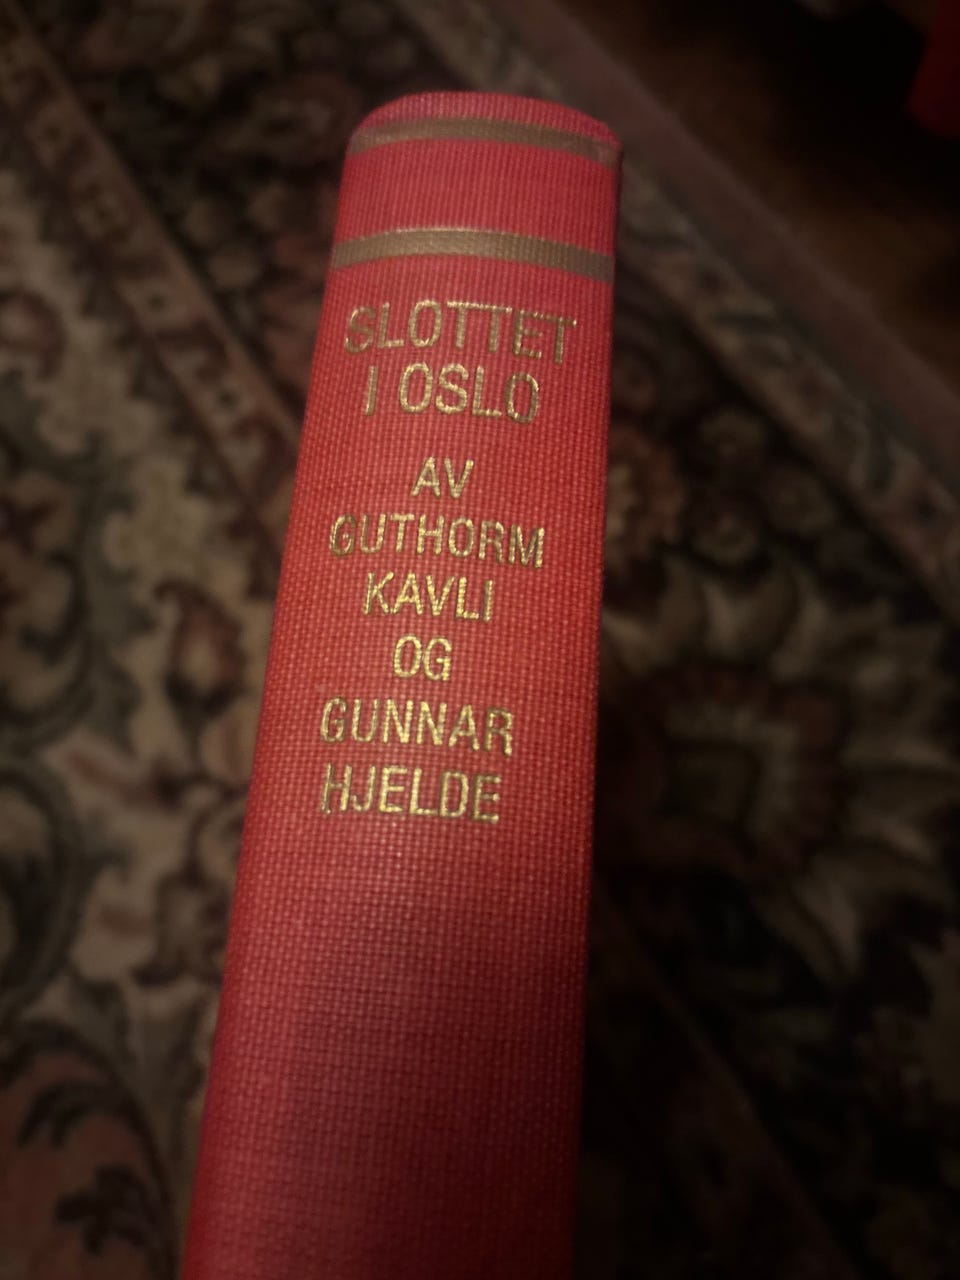 SLOTTET
I OSLO
AV
GUTHORM
KAVLI
OG
GUNNAR
HJELDE